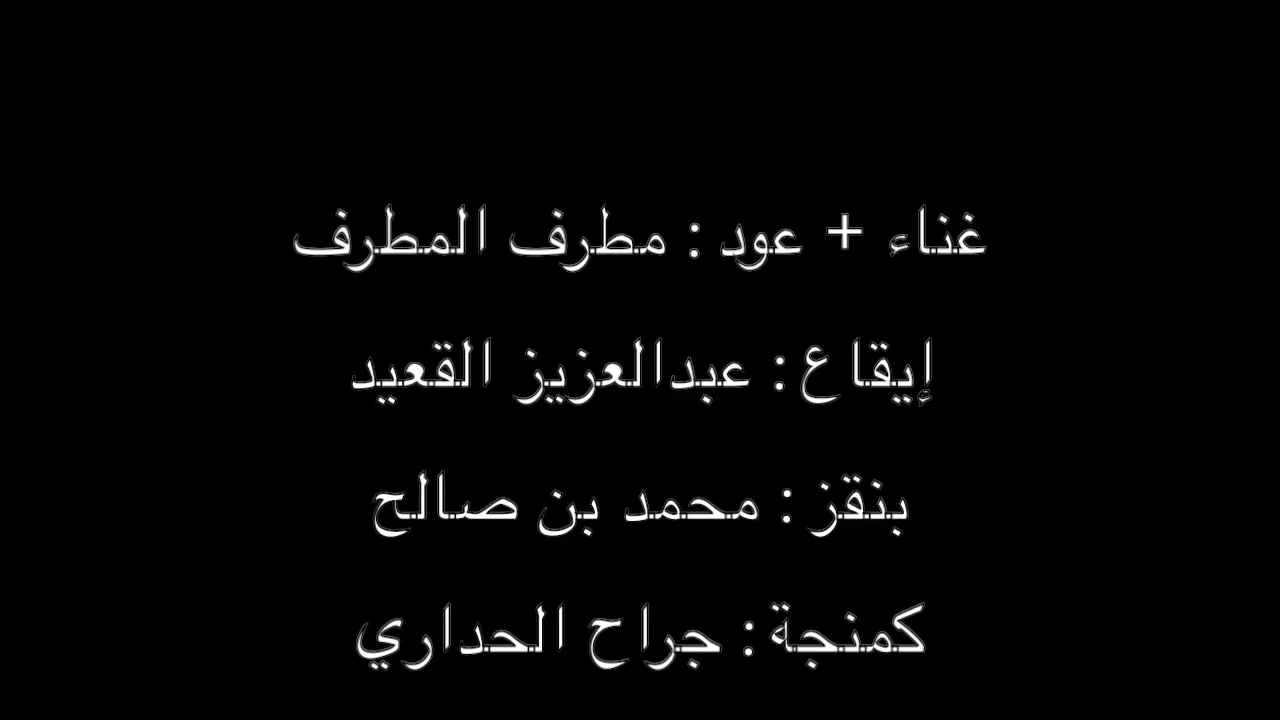 غناء + عود : مطرف المطرف
إيقاع : عبدالعزيز القعيد
بنقز : محمد بن صالح
كمنجة : جراح الحداري